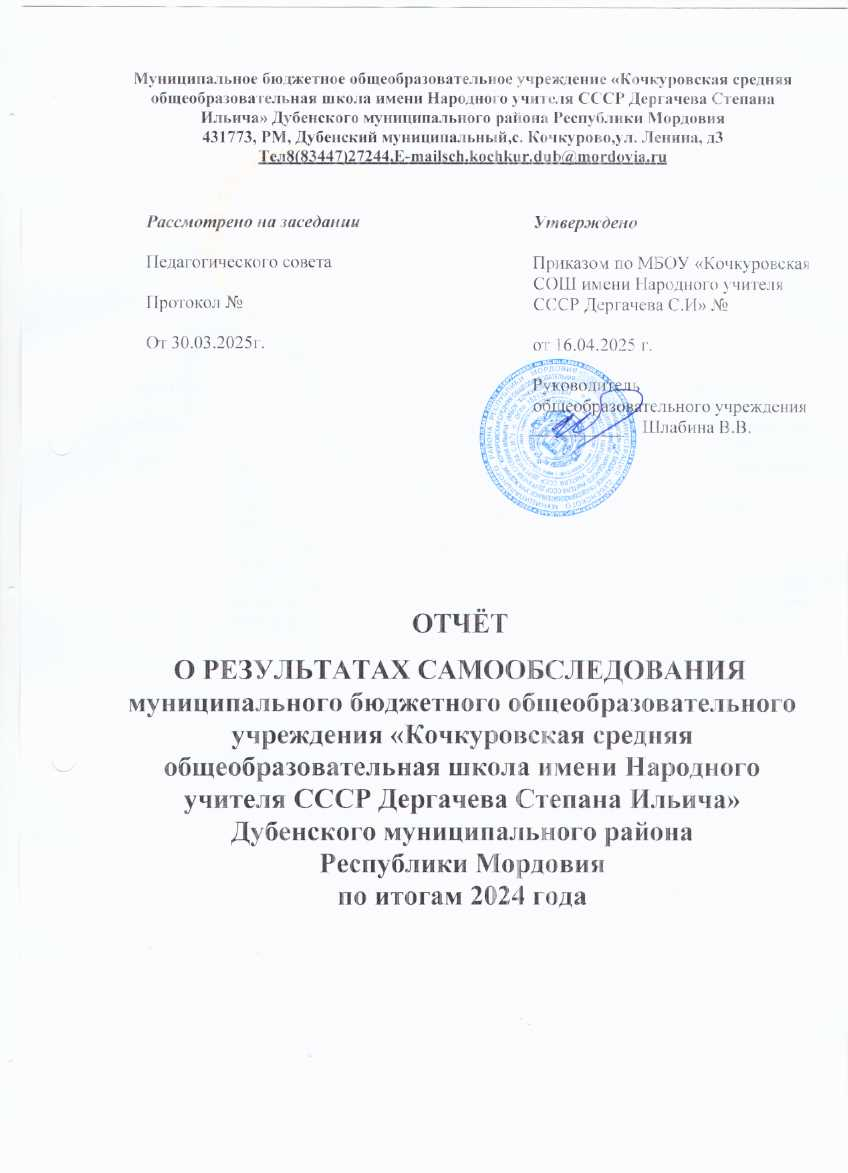 Муниципальное бюджетное общеобразовательное учреждение «Кочкуровская средняя
общеобразовательная школа имени Народного учителя СССР Дергачева Степана
Ильича» Дубенского муниципального района Республики Мордовия
431773, РМ, Дубенский муниципальный,с. Кочкурово,ул. Ленина, д3
Тел8(83447)27244,E-mailsch.kochkur.dub@mordovia.ru
Рассмотрено на заседании
Педагогического совета
Протокол №
От 30.03.2025г.
Утверждено
Приказом по МБОУ «Кочкуровская
СОШ имени Народного учителя
СССР Дергачева С.И» №
от 16.04.2025 г.
Руководитель
общеобразовательного учреждения
Шлабина В.В.
ОТЧЁТ
О РЕЗУЛЬТАТАХ САМООБСЛЕДОВАНИЯ
муниципального бюджетного общеобразовательного
учреждения «Кочкуровская средняя
общеобразовательная школа имени Народного
учителя СССР Дергачева Степана Ильича»
Дубенского муниципального района
Республики Мордовия
по итогам 2024 года